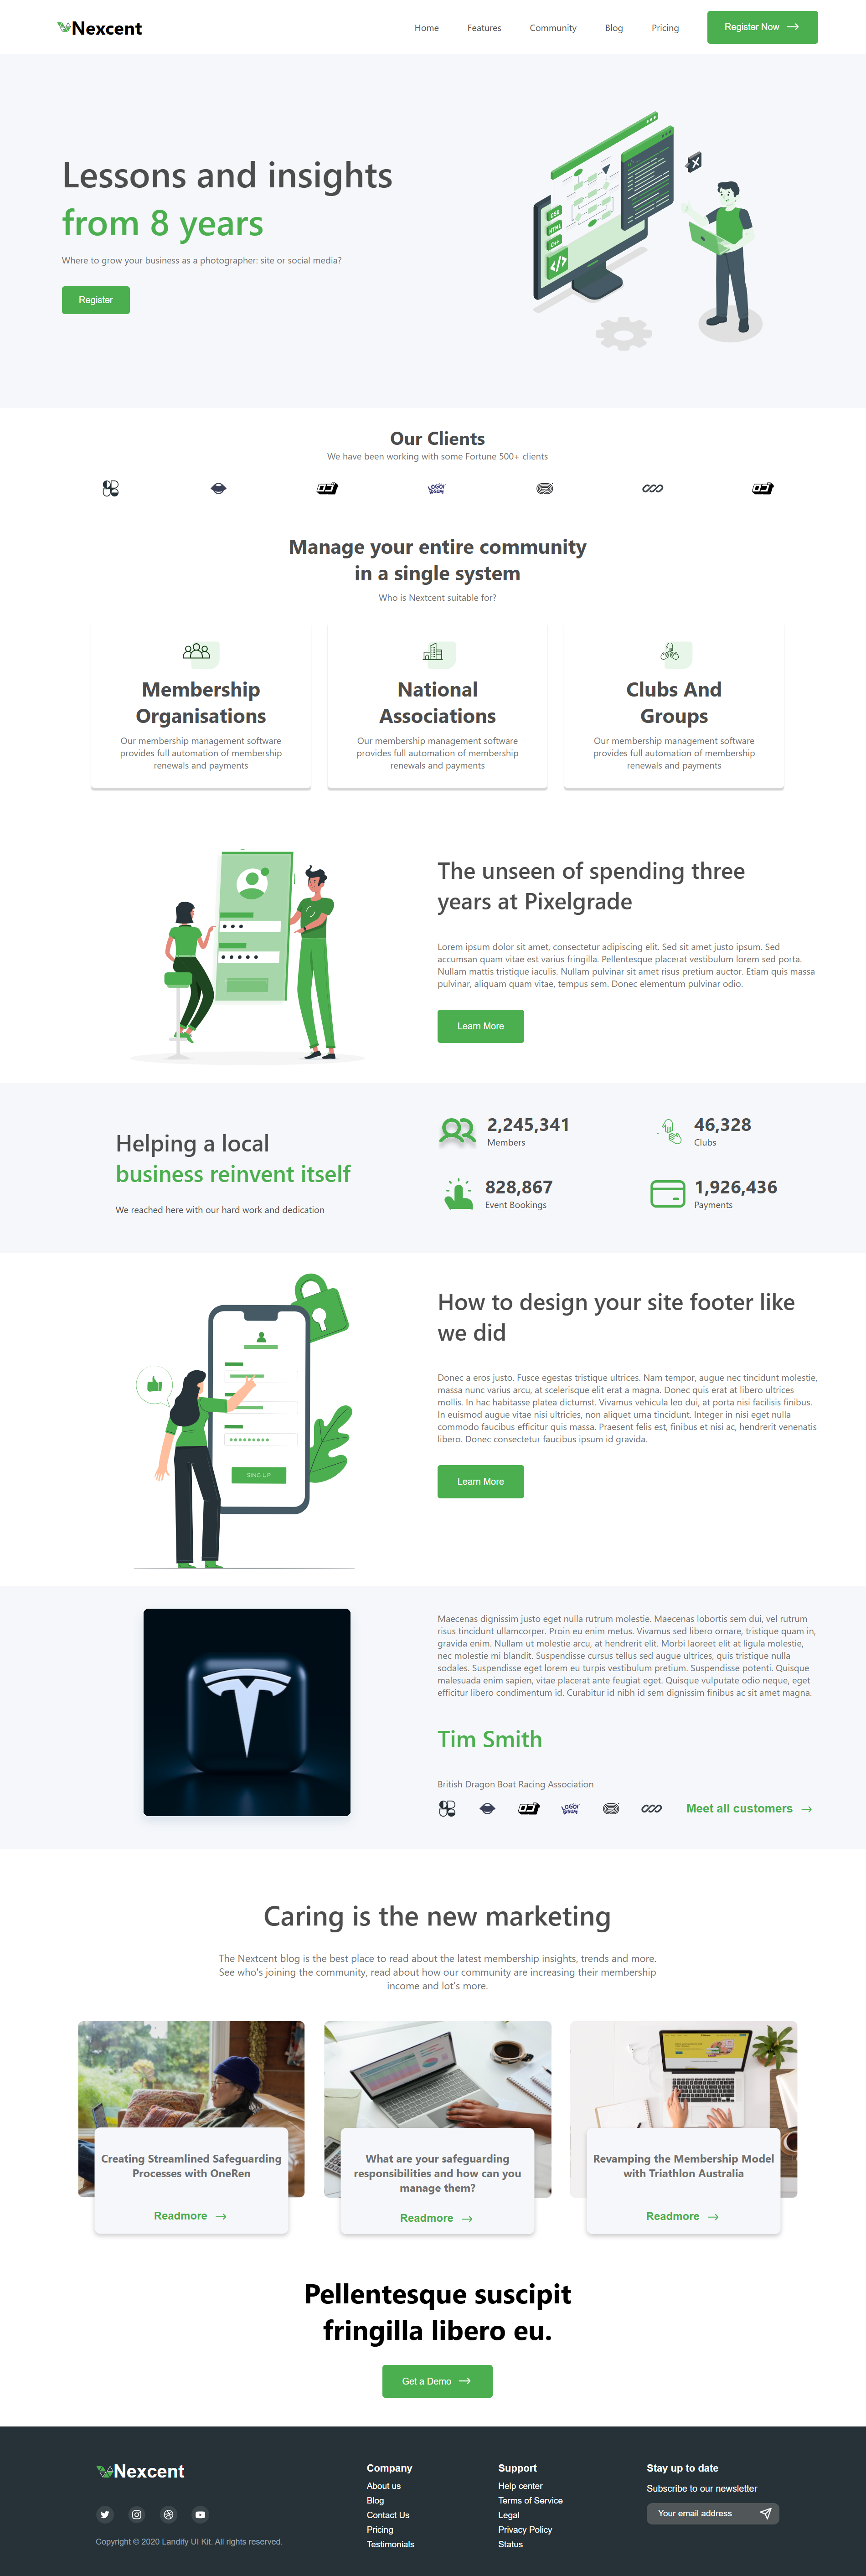 Nexcent
Home
Features
Community
Blog
Pricing
Register Now
Lessons and insights
from 8 years
Where to grow your business as a photographer: site or social media?
Register
CSS
HTML
C++
</>
Our Clients
We have been working with some Fortune 500+ clients
LOGO!
IPSUM
Manage your entire community
in a single system
Who is Nextcent suitable for?
Membership
Organisations
Our membership management software
provides full automation of membership
renewals and payments
National
Associations
Our membership management software
provides full automation of membership
renewals and payments
Clubs And
Groups
Our membership management software
provides full automation of membership
renewals and payments
The unseen of spending three
years at Pixelgrade
Lorem ipsum dolor sit amet, consectetur adipiscing elit. Sed sit amet justo ipsum. Sed
accumsan quam vitae est varius fringilla. Pellentesque placerat vestibulum lorem sed porta.
Nullam mattis tristique iaculis. Nullam pulvinar sit amet risus pretium auctor. Etiam quis massa
pulvinar, aliquam quam vitae, tempus sem. Donec elementum pulvinar odio.
Learn More
Helping a local
business reinvent itself
We reached here with our hard work and dedication
2,245,341
Members
46,328
Clubs
828,867
Event Bookings
1,926,436
Payments
SING UP
How to design your site footer like
we did
Donec a eros justo. Fusce egestas tristique ultrices. Nam tempor, augue nec tincidunt molestie,
massa nunc varius arcu, at scelerisque elit erat a magna. Donec quis erat at libero ultrices
mollis. In hac habitasse platea dictumst. Vivamus vehicula leo dui, at porta nisi facilisis finibus.
In euismod augue vitae nisi ultricies, non aliquet urna tincidunt. Integer in nisi eget nulla
commodo faucibus efficitur quis massa. Praesent felis est, finibus et nisi ac, hendrerit venenatis
libero. Donec consectetur faucibus ipsum id gravida.
Learn More
Maecenas dignissim justo eget nulla rutrum molestie. Maecenas lobortis sem dui, vel rutrum
risus tincidunt ullamcorper. Proin eu enim metus. Vivamus sed libero ornare, tristique quam in,
gravida enim. Nullam ut molestie arcu, at hendrerit elit. Morbi laoreet elit at ligula molestie,
nec molestie mi blandit. Suspendisse cursus tellus sed augue ultrices, quis tristique nulla
sodales. Suspendisse eget lorem eu turpis vestibulum pretium. Suspendisse potenti. Quisque
malesuada enim sapien, vitae placerat ante feugiat eget. Quisque vulputate odio neque, eget
efficitur libero condimentum id. Curabitur id nibh id sem dignissim finibus ac sit amet magna.
Tim Smith
British Dragon Boat Racing Association
LOGO!
IPSUM
Meet all customers
Caring is the new marketing
The Nextcent blog is the best place to read about the latest membership insights, trends and more.
See who's joining the community, read about how our community are increasing their membership
income and lot's more.
Creating Streamlined Safeguarding
Processes with OneRen
Readmore
What are your safeguarding
responsibilities and how can you
manage them?
Readmore
Revamping the Membership Model
with Triathlon Australia
Readmore
Pellentesque suscipit
fringilla libero eu.
Get a Demo
Nexcent
Copyright © 2020 Landify UI Kit. All rights reserved.
Company
About us
Blog
Contact Us
Pricing
Testimonials
Support
Help center
Terms of Service
Legal
Privacy Policy
Status
Stay up to date
Subscribe to our newsletter
Your email address